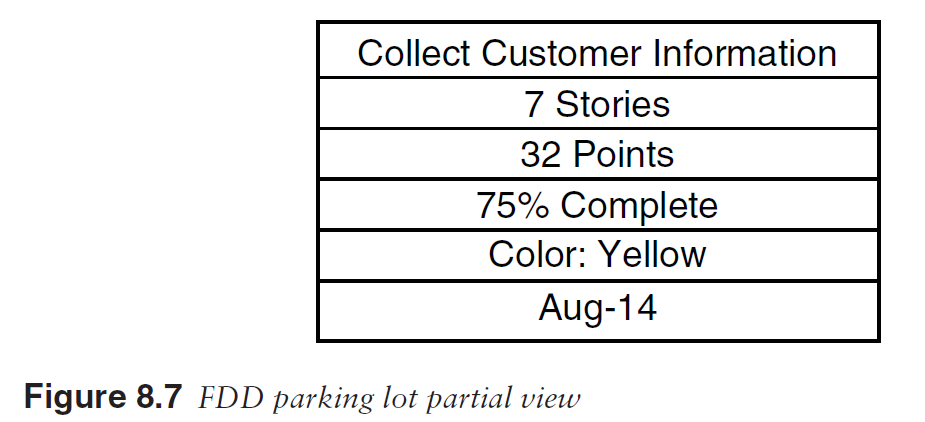 Collect Customer Information
7 Stories
32 Points
75% Complete
Color: Yellow
Aug-14
Figure 8.7 FDD parking lot partial view